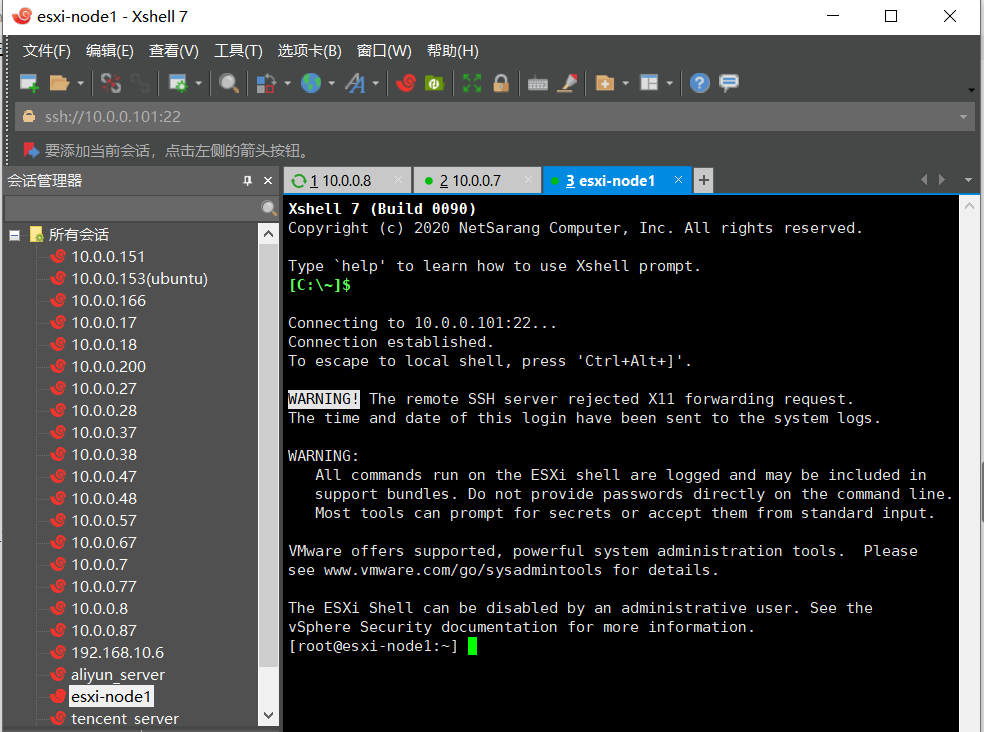 esxi-node1 - Xshell 7
文件(F) 编辑(E) 查看(V) 工具(T) 选项卡(B) 窗口(W) 帮助(H)
ssh://10.0.0.101:22
要添加当前会话，点击左侧的箭头按钮。
会话管理器
1 10.0.0.8
2 10.0.0.7
3 esxi-node1
所有会话
10.0.0.151
10.0.0.153(ubuntu)
10.0.0.166
10.0.0.17
10.0.0.18
10.0.0.200
10.0.0.27
10.0.0.28
10.0.0.37
10.0.0.38
10.0.0.47
10.0.0.48
10.0.0.57
10.0.0.67
10.0.0.7
10.0.0.77
10.0.0.8
10.0.0.87
192.168.10.6
aliyun_server
esxi-node1
tencent_server
Xshell 7 (Build 0090)
Copyright (c) 2020 NetSarang Computer, Inc. All rights reserved.
Type `help' to learn how to use Xshell prompt.
[C:\~]$
Connecting to 10.0.0.101:22...
Connection established.
To escape to local shell, press 'Ctrl+Alt+]'.
WARNING! The remote SSH server rejected X11 forwarding request.
The time and date of this login have been sent to the system logs.
WARNING:
All commands run on the ESXi shell are logged and may be included in
support bundles. Do not provide passwords directly on the command line.
Most tools can prompt for secrets or accept them from standard input.
VMware offers supported, powerful system administration tools.  Please
see www.vmware.com/go/sysadmintools for details.
The ESXi Shell can be disabled by an administrative user. See the
vSphere Security documentation for more information.
[root@esxi-node1:~]